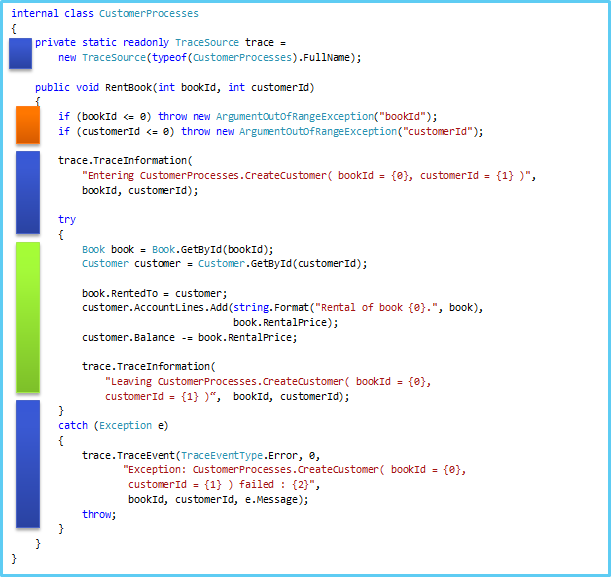 internal class CustomerProcesses
{
    private static readonly TraceSource trace =
        new TraceSource(typeof(CustomerProcesses).FullName);

    public void RentBook(int bookId, int customerId)
    {
        if (bookId <= 0) throw new ArgumentOutOfRangeException("bookId");
        if (customerId <= 0) throw new ArgumentOutOfRangeException("customerId");

        trace.TraceInformation(
            "Entering CustomerProcesses.CreateCustomer( bookId = {0}, customerId = {1} )",
            bookId, customerId);

        try
        {
            Book book = Book.GetById(bookId);
            Customer customer = Customer.GetById(customerId);

            book.RentedTo = customer;
            customer.AccountLines.Add(string.Format("Rental of book {0}.", book),
                                      book.RentalPrice);
            customer.Balance -= book.RentalPrice;

            trace.TraceInformation(
                "Leaving CustomerProcesses.CreateCustomer( bookId = {0},
                customerId = {1} )“,  bookId, customerId);
        }
        catch (Exception e)
        {
            trace.TraceEvent(TraceEventType.Error, 0,
                   "Exception: CustomerProcesses.CreateCustomer( bookId = {0},
                    customerId = {1} ) failed : {2}",
                    bookId, customerId, e.Message);
            throw;
        }
    }
}